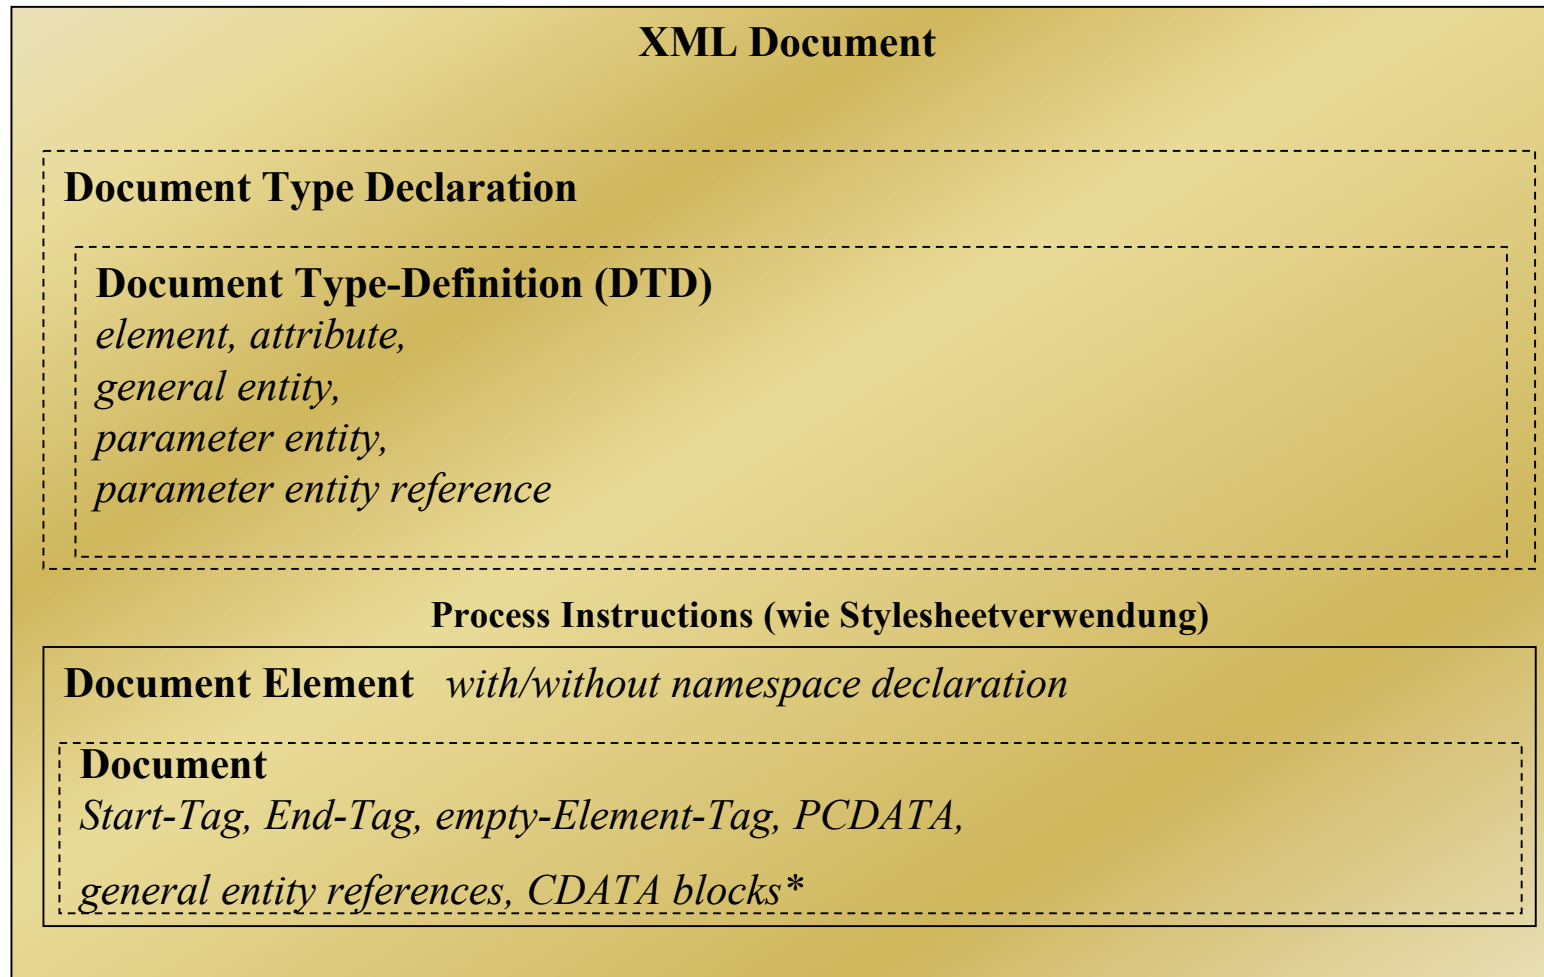 XML Document
Document Type Declaration
Document Type-Definition (DTD)
element, attribute,
general entity,
parameter entity,
parameter entity reference
Process Instructions (wie Stylesheetverwendung)
Document Element with/without namespace declaration
Document
Start-Tag, End-Tag, empty-Element-Tag, PCDATA,
general entity references, CDATA blocks*